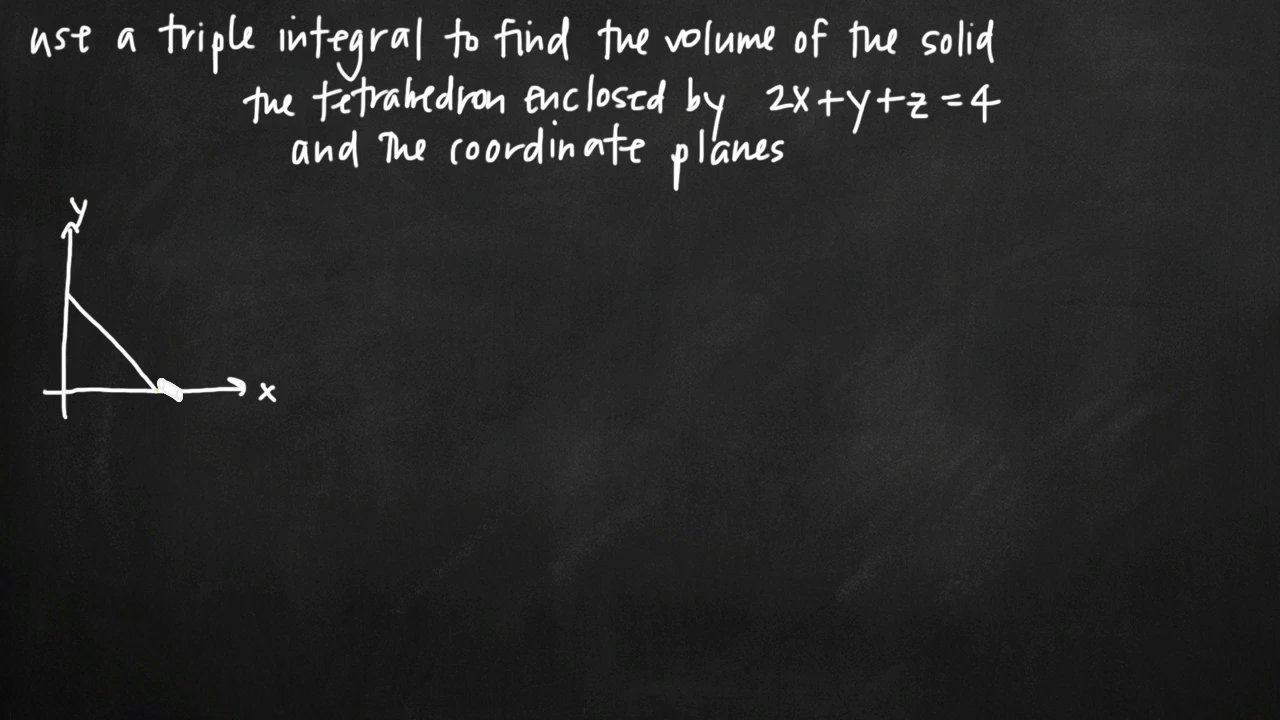 use a triple integral to find the volume of the solid
the tetrahedron enclosed by 2x+y+z=4
and the coordinate planes
y
x